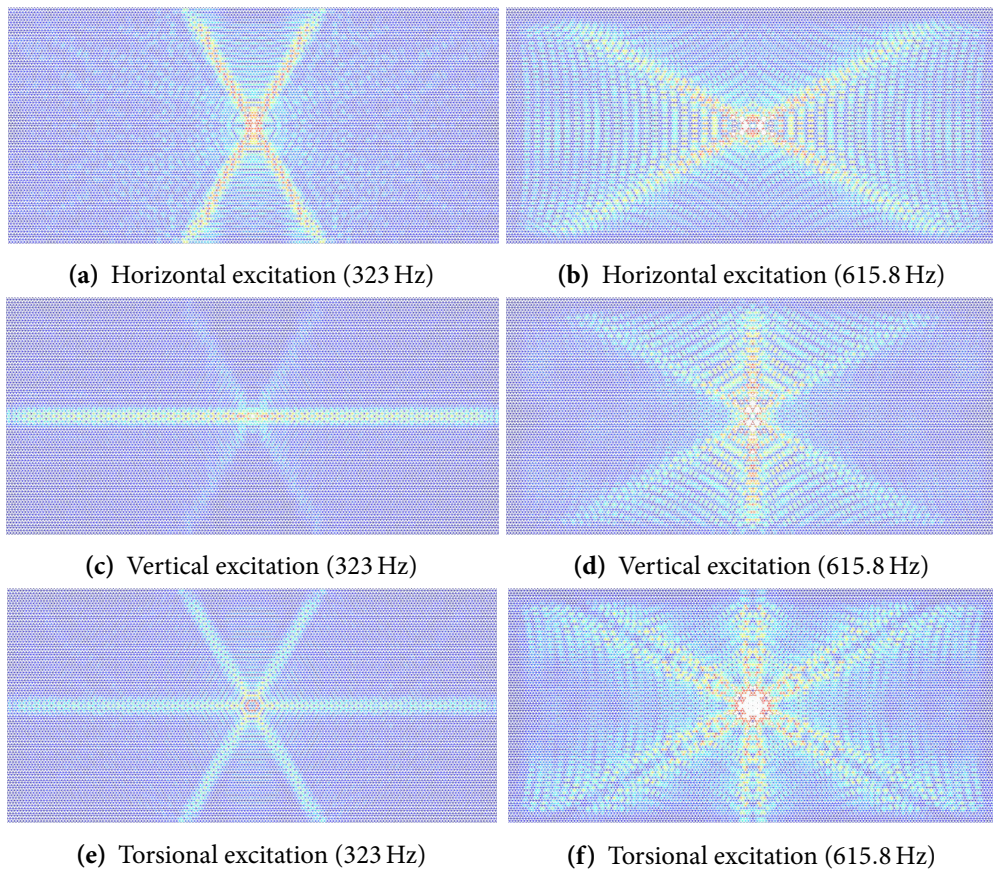 (a) Horizontal excitation (323 Hz)
(b) Horizontal excitation (615.8 Hz)
(c) Vertical excitation (323 Hz)
(d) Vertical excitation (615.8 Hz)
(e) Torsional excitation (323 Hz)
(f) Torsional excitation (615.8 Hz)